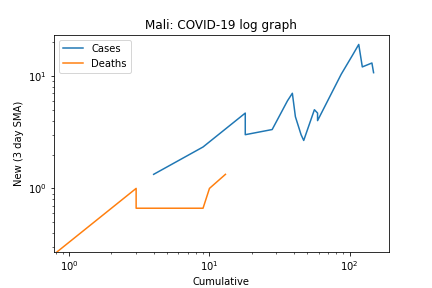 Mali: COVID-19 log graph
Cases
Deaths
New (3 day SMA)
10¹
10⁰
10⁰ 10¹ 10²
Cumulative